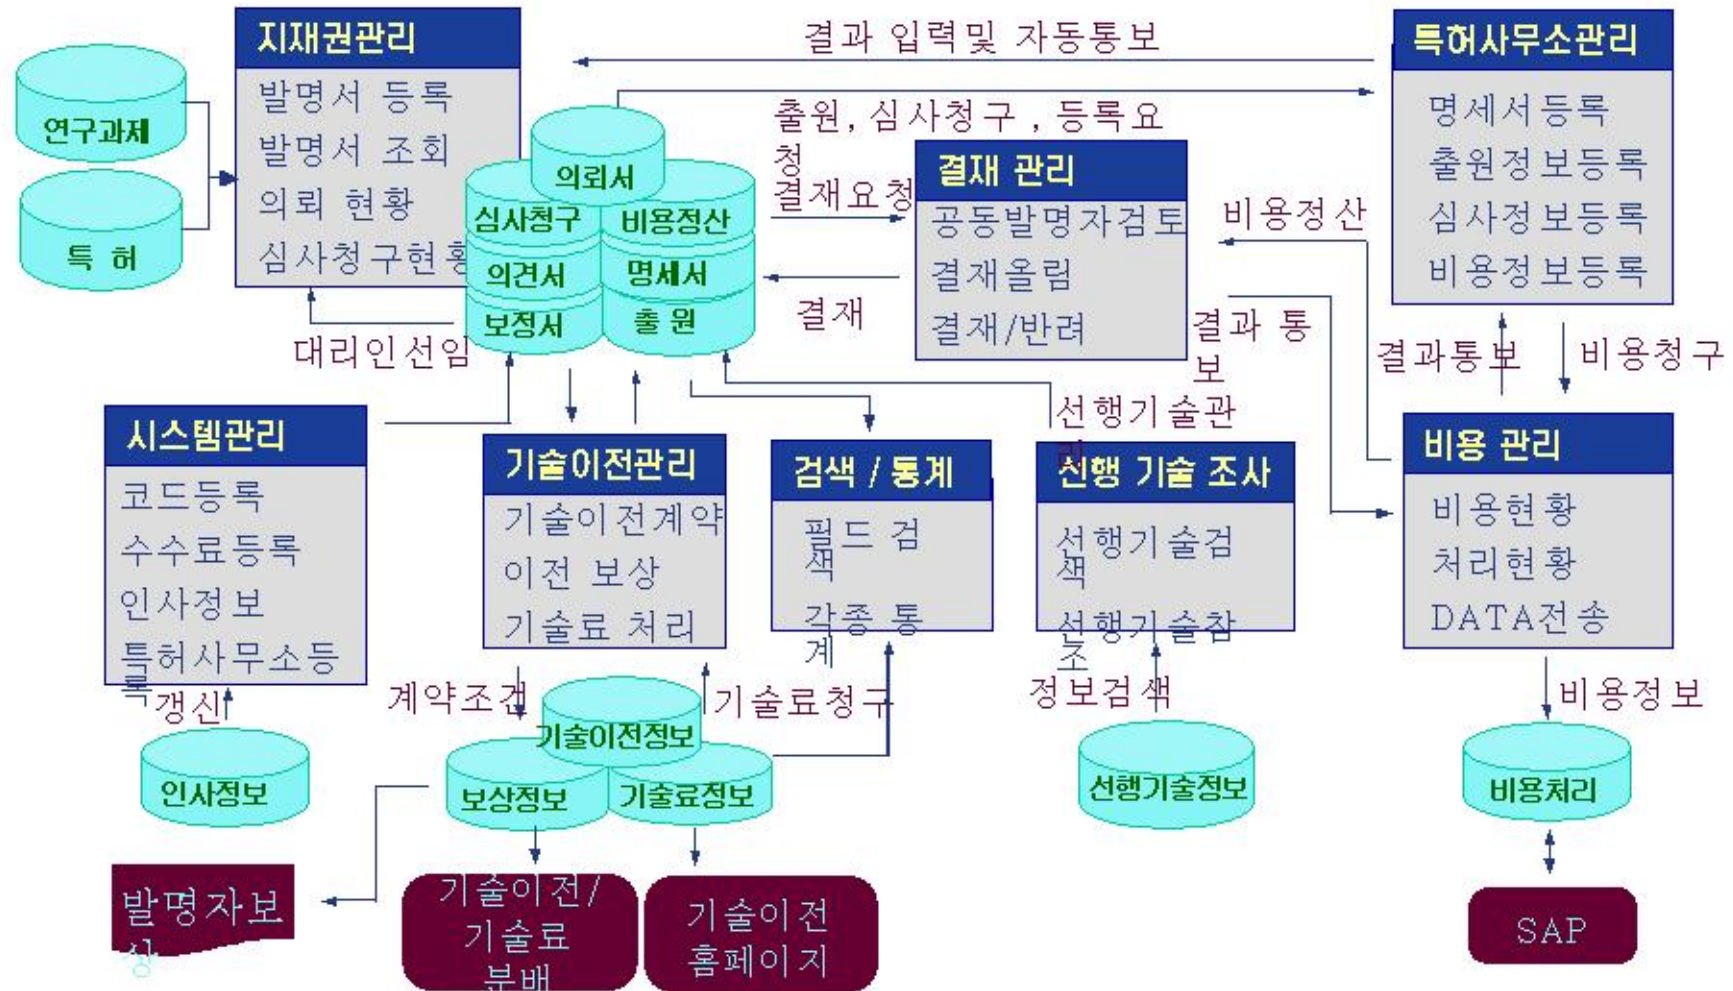 지재권관리
발명서 등록
발명서 조회
의뢰 현황
심사청구현황
연구과제
특 허
결과 입력및 자동통보
출원, 심사청구 , 등록요
청
특허사무소관리
명세서등록
출원정보등록
심사정보등록
비용정보등록
의뢰서
심사청구
비용정산
의견서
명세서
보정서
출 원
결재요청
결재
결재 관리
공동발명자검토
결재올림
결재/반려
비용정산
결과 통
보
결과통보
비용청구
대리인선임
시스템관리
코드등록
수수료등록
인사정보
특허사무소등
록
기술이전관리
기술이전계약
이전 보상
기술료 처리
검색 / 통계
필드 검
색
각종 통
계
선행기술관
리
선행 기술 조사
선행기술검
색
선행기술참
조
비용 관리
비용현황
처리현황
DATA전송
갱신
계약조건
기술료청구
정보검색
비용정보
인사정보
기술이전정보
보상정보
기술료정보
선행기술정보
비용처리
발명자보
상
기술이전/
기술료
분배
기술이전
홈페이지
SAP